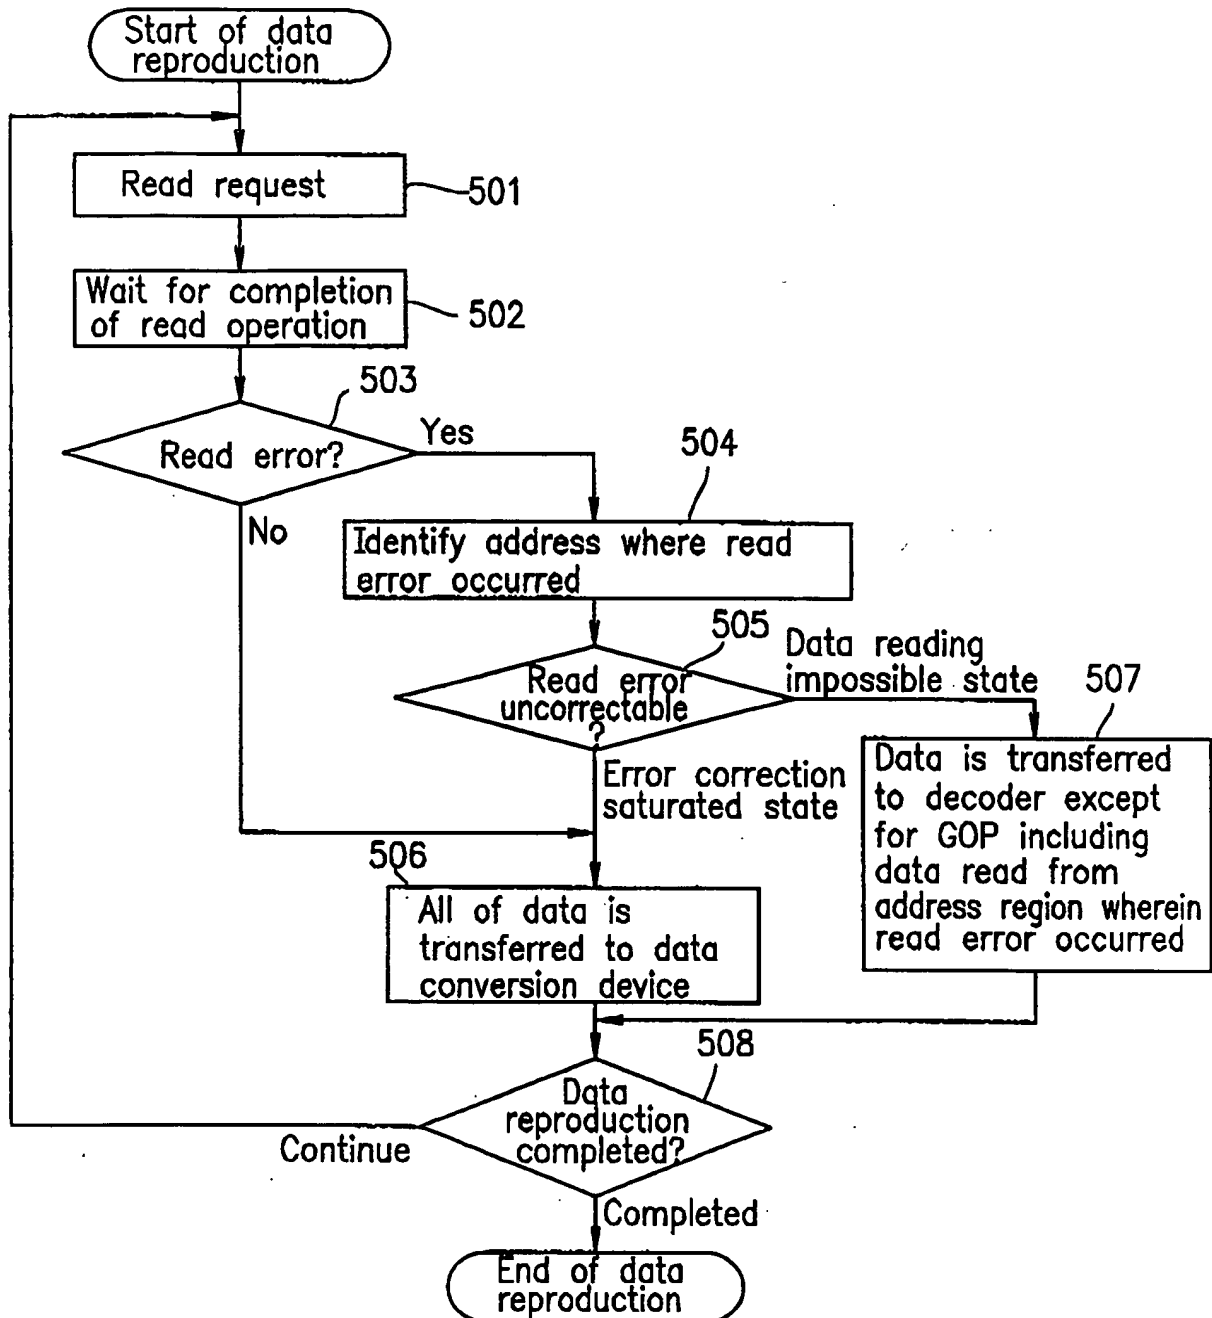 Start of data
reproduction
Read request
501
Wait for completion
of read operation
502
503
Read error?
Yes
No
504
Identify address where read
error occurred
505
Read error
uncorrectable
?
Data reading
impossible state
507
Error correction
saturated state
Data is transferred
to decoder except
for GOP including
data read from
address region wherein
read error occurred
506
All of data is
transferred to data
conversion device
508
Data
reproduction
completed?
Continue
Completed
End of data
reproduction